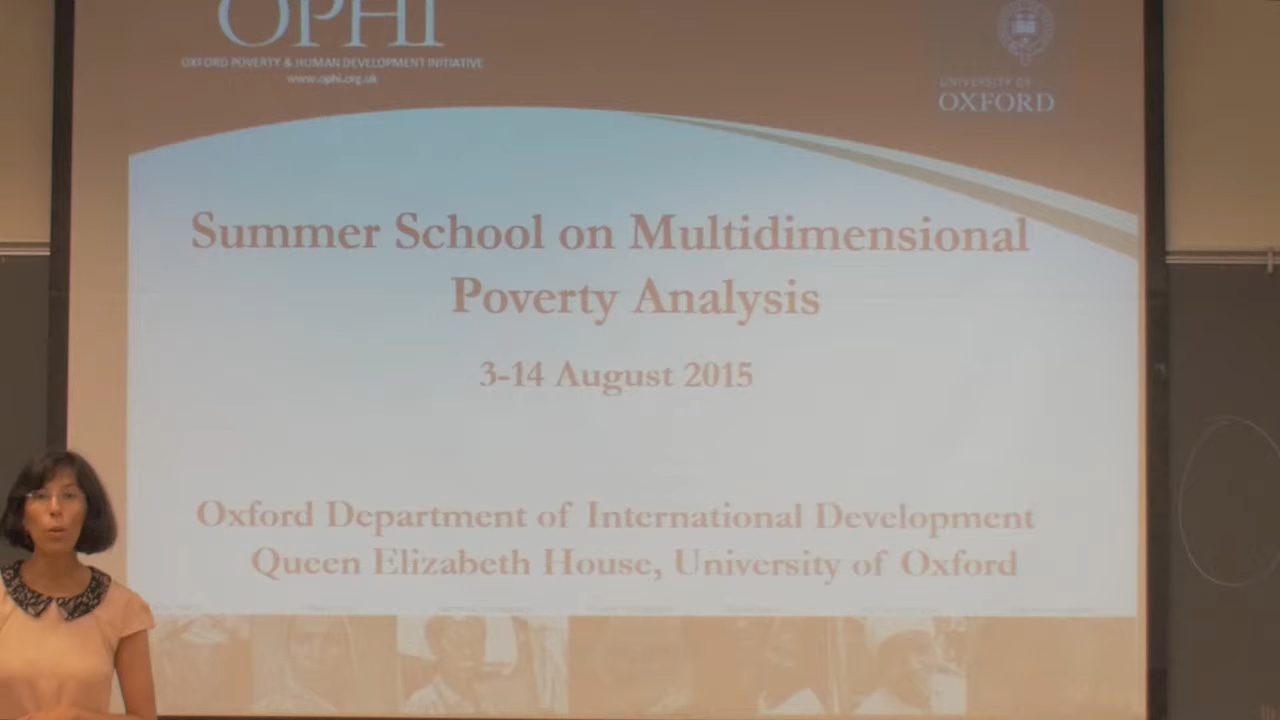 OPHI
OXFORD POVERTY & HUMAN DEVELOPMENT INITIATIVE
www.ophi.org.uk
UNIVERSITY OF
OXFORD
Summer School on Multidimensional
Poverty Analysis
3-14 August 2015
Oxford Department of International Development
Queen Elizabeth House, University of Oxford